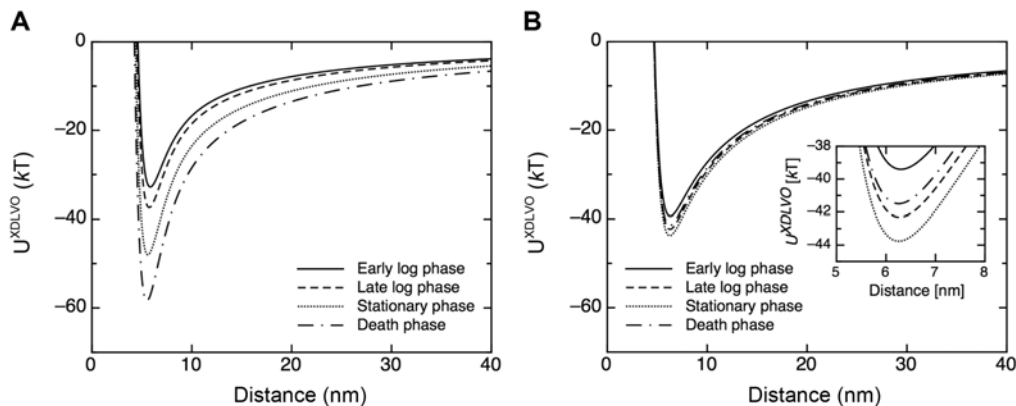 A
B
0
−20
−40
−60
U^XDLVO (kT)
0
10
20
30
40
Distance (nm)
Early log phase
Late log phase
Stationary phase
Death phase
0
−20
−40
−60
U^XDLVO (kT)
0
10
20
30
40
Distance (nm)
Early log phase
Late log phase
Stationary phase
Death phase
−38
−40
−42
−44
U^XDLVO [kT]
5
6
7
8
Distance [nm]